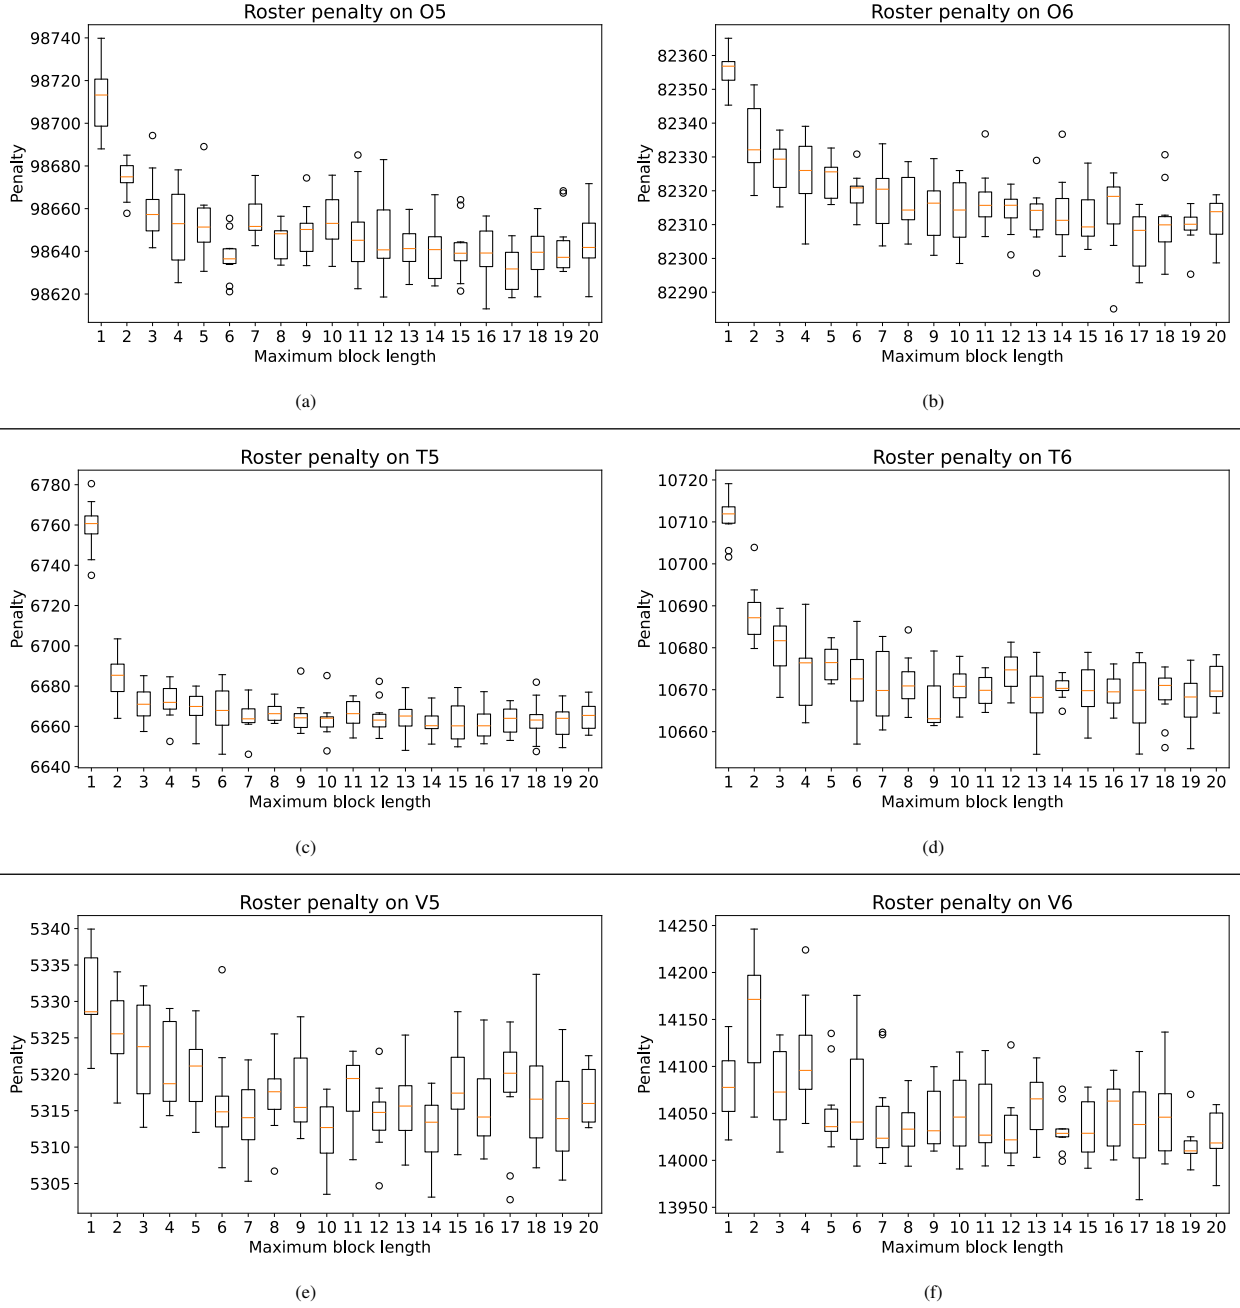 Roster penalty on O5
98740
98720
98700
98680
98660
98640
98620
Penalty
1 2 3 4 5 6 7 8 9 10 11 12 13 14 15 16 17 18 19 20
Maximum block length
(a)
Roster penalty on O6
82360
82350
82340
82330
82320
82310
82300
82290
Penalty
1 2 3 4 5 6 7 8 9 10 11 12 13 14 15 16 17 18 19 20
Maximum block length
(b)
Roster penalty on T5
6780
6760
6740
6720
6700
6680
6660
6640
Penalty
1 2 3 4 5 6 7 8 9 10 11 12 13 14 15 16 17 18 19 20
Maximum block length
(c)
Roster penalty on T6
10720
10710
10700
10690
10680
10670
10660
Penalty
1 2 3 4 5 6 7 8 9 10 11 12 13 14 15 16 17 18 19 20
Maximum block length
(d)
Roster penalty on V5
5340
5335
5330
5325
5320
5315
5310
5305
Penalty
1 2 3 4 5 6 7 8 9 10 11 12 13 14 15 16 17 18 19 20
Maximum block length
(e)
Roster penalty on V6
14250
14200
14150
14100
14050
14000
13950
Penalty
1 2 3 4 5 6 7 8 9 10 11 12 13 14 15 16 17 18 19 20
Maximum block length
(f)